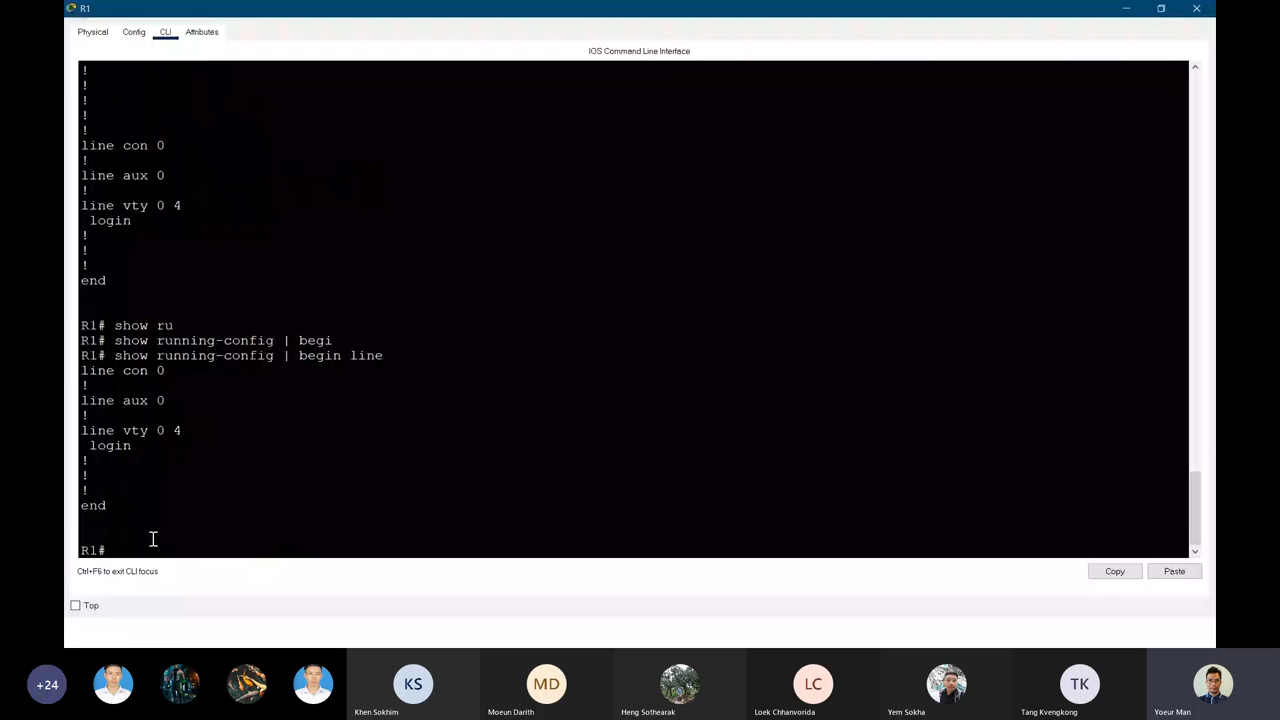 R1
Physical Config CLI Attributes
IOS Command Line Interface
!
!
!
!
!
line con 0
!
line aux 0
!
line vty 0 4
login
!
!
!
end
R1# show ru
R1# show running-config | begi
R1# show running-config | begin line
line con 0
!
line aux 0
!
line vty 0 4
login
!
!
!
end
R1#
Ctrl+F6 to exit CLI focus
Copy Paste
Top
+24 KS MD LC TK
Khen Sokhim Moeun Darith Heng Sothearak Loek Chhanvorida Yem Sokha Tang Kvengkong Yoeur Man